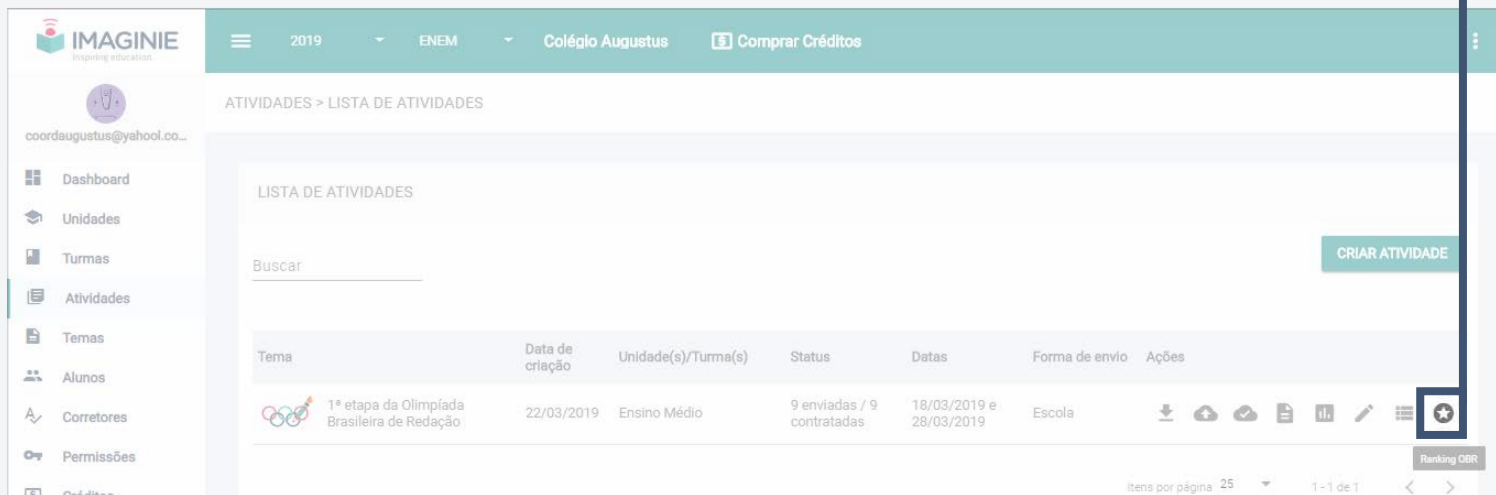 IMAGINIE
Inspiring education
2019
ENEM
Colégio Augustus
Comprar Créditos
coordaugustus@yahool.co...
ATIVIDADES > LISTA DE ATIVIDADES
Dashboard
Unidades
Turmas
Atividades
Temas
Alunos
Corretores
Permissões
Créditos
LISTA DE ATIVIDADES
Buscar
CRIAR ATIVIDADE
Tema
Data de
criação
Unidade(s)/Turma(s)
Status
Datas
Forma de envio
Ações
1ª etapa da Olimpíada
Brasileira de Redação
22/03/2019
Ensino Médio
9 enviadas / 9
contratadas
18/03/2019 e
28/03/2019
Escola
Ranking OBR
Itens por página 25
1 - 1 de 1